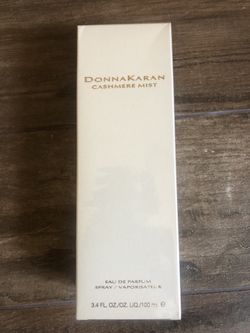 DONNAKARAN
CASHMERE MIST
EAU DE PARFUM
SPRAY / VAPORISATEUR
3.4 FL. OZ./OZ. LIQ./100 ml ℮